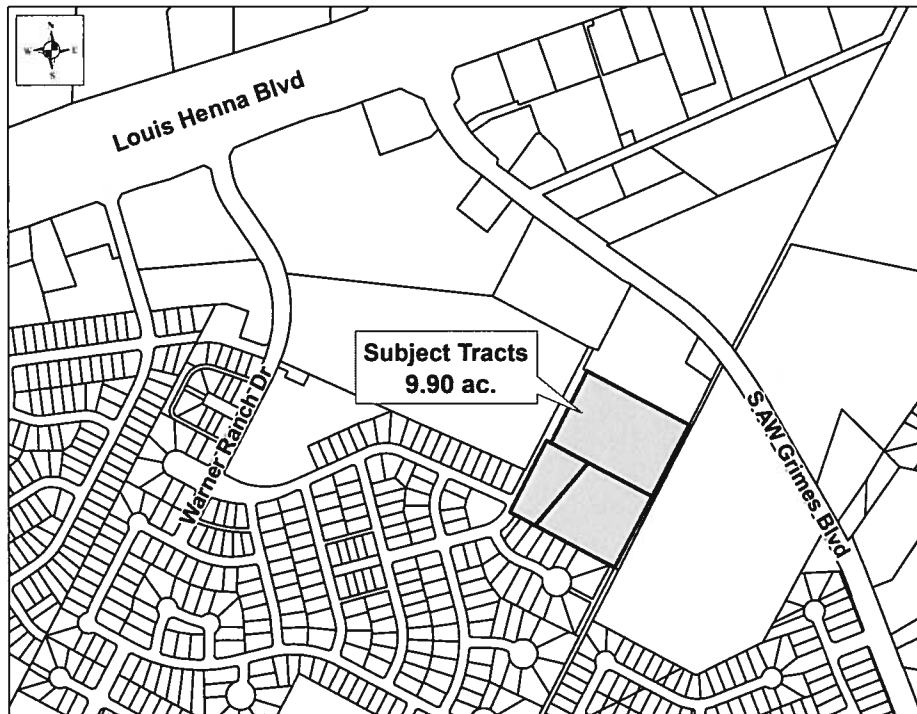 N
W E
S
Louis Henna Blvd
Subject Tracts
9.90 ac.
Warner Ranch Dr
S AW Grimes Blvd